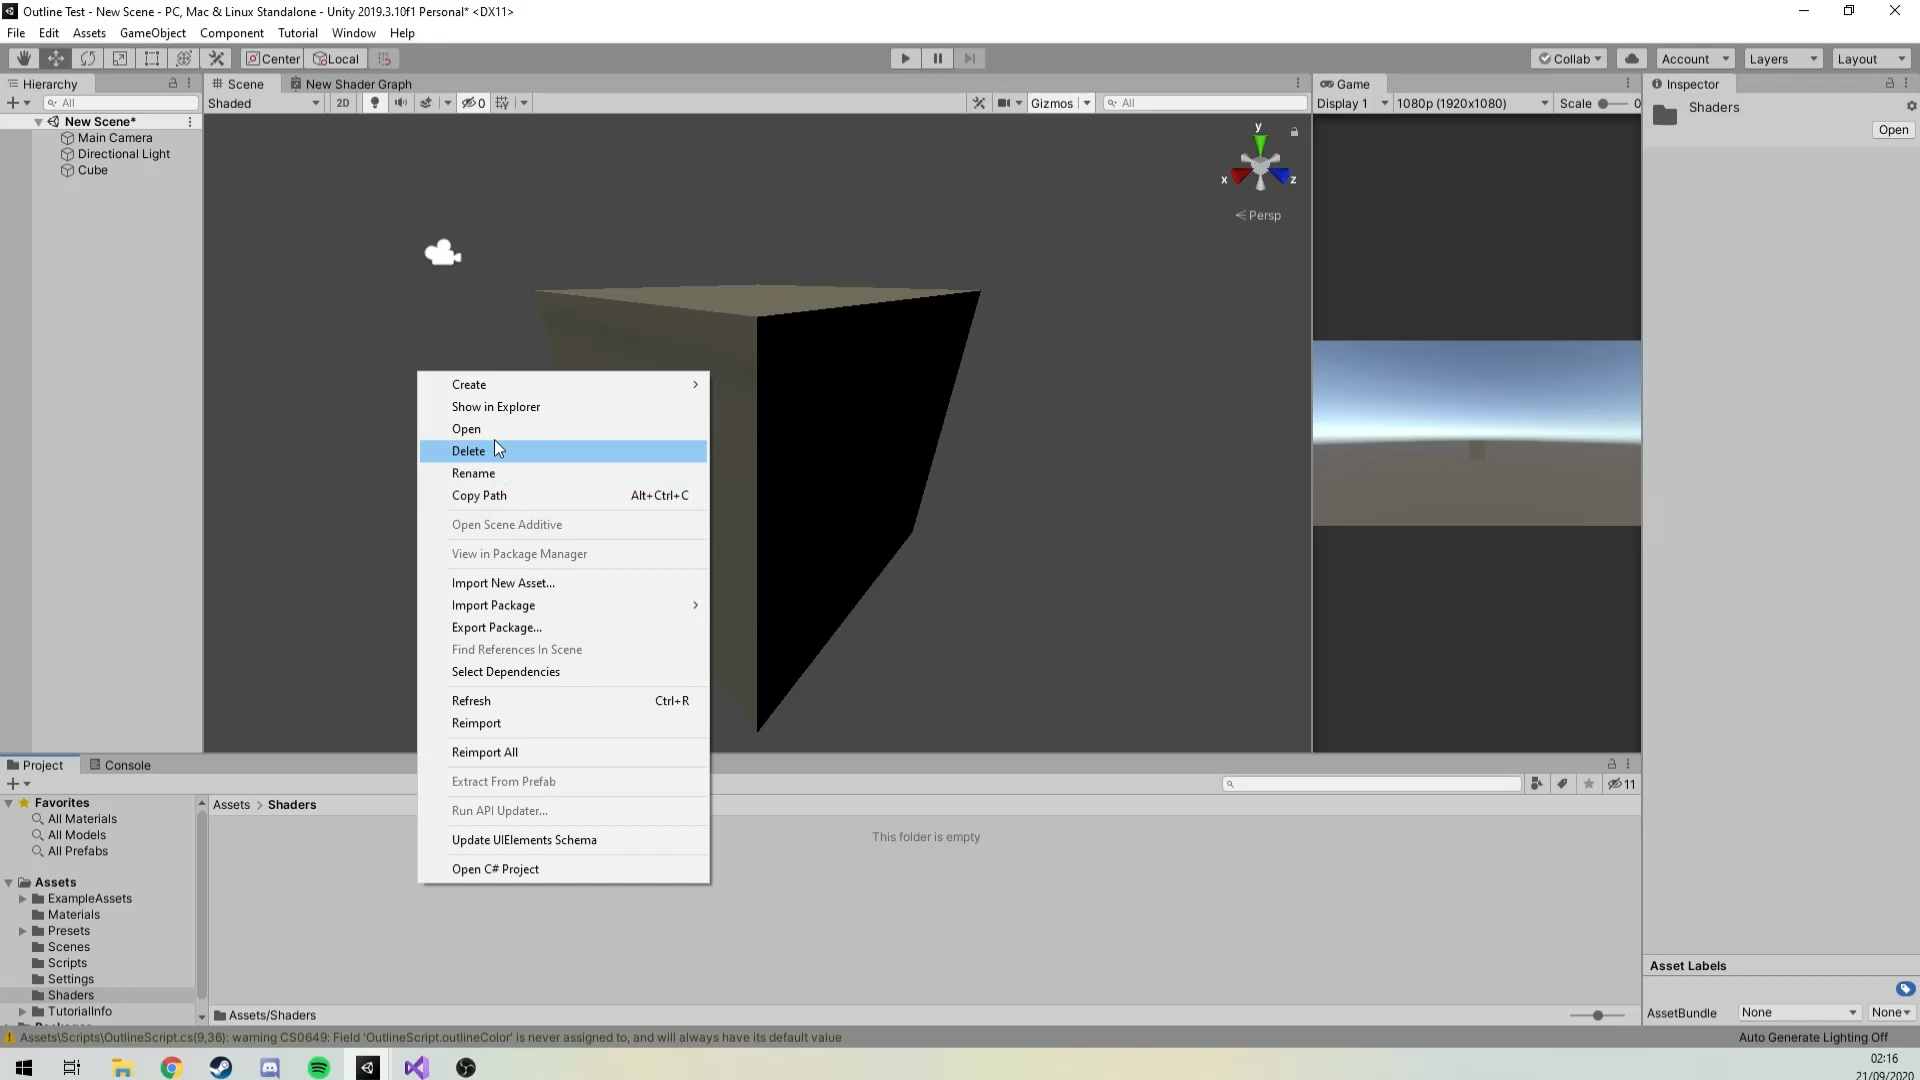 Outline Test - New Scene - PC, Mac & Linux Standalone - Unity 2019.3.10f1 Personal* <DX11>
File Edit Assets GameObject Component Tutorial Window Help
Center Local Collab Account Layers Layout
Hierarchy
All
New Scene*
Main Camera
Directional Light
Cube
Scene New Shader Graph
Shaded 2D 0 Gizmos All
y
x
z
Persp
Game
Display 1 1080p (1920x1080) Scale 0
Inspector
Shaders
Open
Create
Show in Explorer
Open
Delete
Rename
Copy Path Alt+Ctrl+C
Open Scene Additive
View in Package Manager
Import New Asset...
Import Package
Export Package...
Find References In Scene
Select Dependencies
Refresh Ctrl+R
Reimport
Reimport All
Extract From Prefab
Run API Updater...
Update UIElements Schema
Open C# Project
Project Console
11
Favorites
All Materials
All Models
All Prefabs
Assets
ExampleAssets
Materials
Presets
Scenes
Scripts
Settings
Shaders
TutorialInfo
Assets > Shaders
This folder is empty
Assets/Shaders
Asset Labels
AssetBundle None None
Assets\Scripts\OutlineScript.cs(9,36): warning CS0649: Field 'OutlineScript.outlineColor' is never assigned to, and will always have its default value
Auto Generate Lighting Off
02:16
21/09/2020